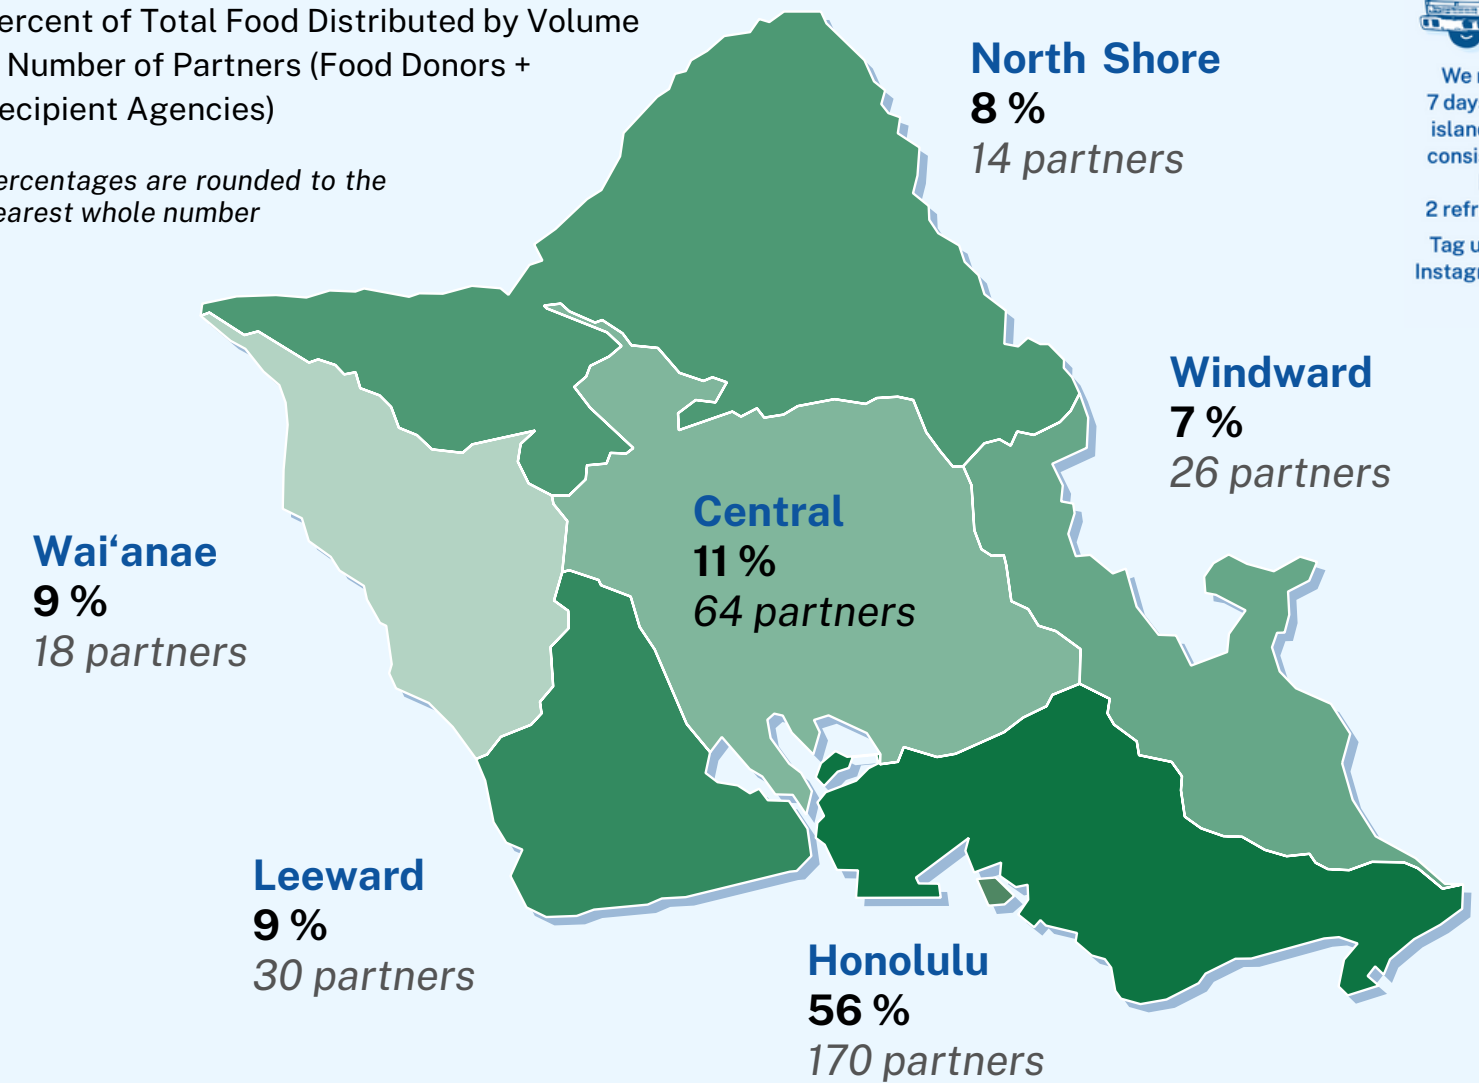 ercent of Total Food Distributed by Volume
Number of Partners (Food Donors +
ecipient Agencies)
ercentages are rounded to the
earest whole number
North Shore
8 %
14 partners
We
7 day
islan
consi
2 refr
Tag u
Instag
Windward
7 %
26 partners
Central
11 %
64 partners
Wai‘anae
9 %
18 partners
Leeward
9 %
30 partners
Honolulu
56 %
170 partners